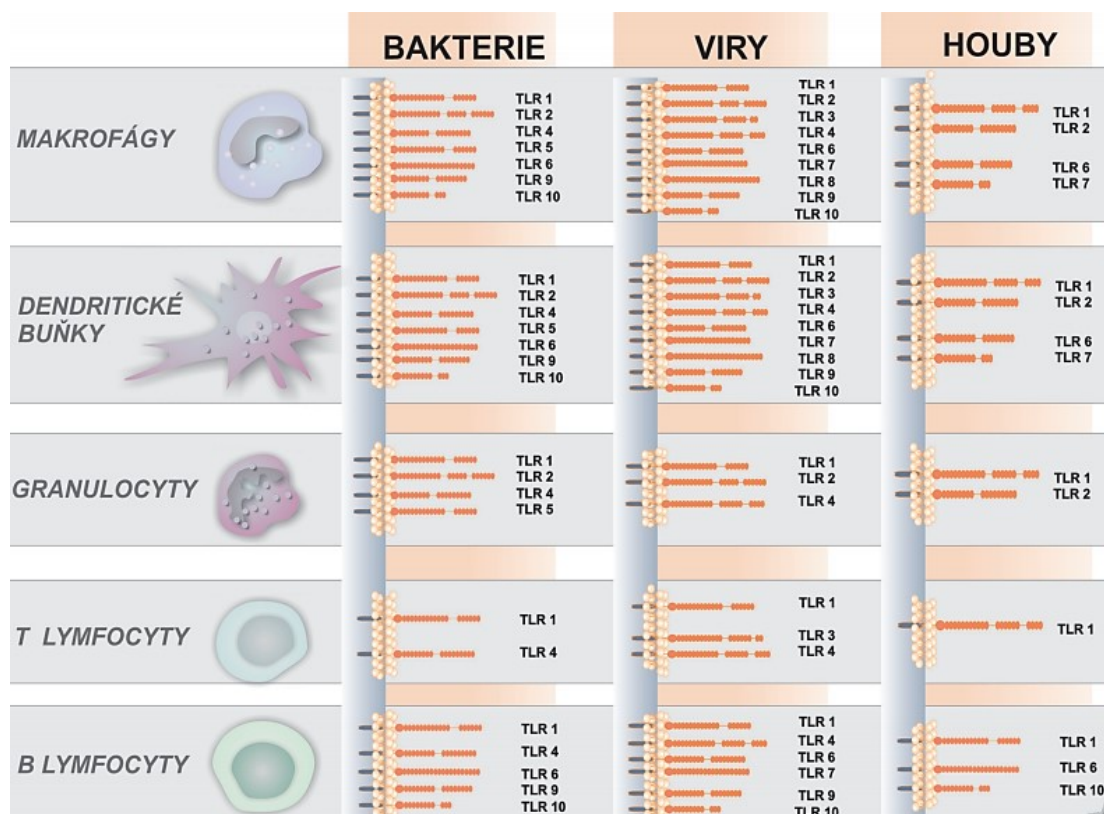 BAKTERIE
VIRY
HOUBY
MAKROFÁGY
TLR 1
TLR 2
TLR 4
TLR 5
TLR 6
TLR 9
TLR 10
TLR 1
TLR 2
TLR 3
TLR 4
TLR 6
TLR 7
TLR 8
TLR 9
TLR 10
TLR 1
TLR 2
TLR 6
TLR 7
DENDRITICKÉ
BUŇKY
TLR 1
TLR 2
TLR 4
TLR 5
TLR 6
TLR 9
TLR 10
TLR 1
TLR 2
TLR 3
TLR 4
TLR 6
TLR 7
TLR 8
TLR 9
TLR 10
TLR 1
TLR 2
TLR 6
TLR 7
GRANULOCYTY
TLR 1
TLR 2
TLR 4
TLR 5
TLR 1
TLR 2
TLR 4
TLR 1
TLR 2
T LYMFOCYTY
TLR 1
TLR 4
TLR 1
TLR 3
TLR 4
TLR 1
B LYMFOCYTY
TLR 1
TLR 4
TLR 6
TLR 9
TLR 10
TLR 1
TLR 4
TLR 6
TLR 7
TLR 9
TLR 10
TLR 1
TLR 6
TLR 10